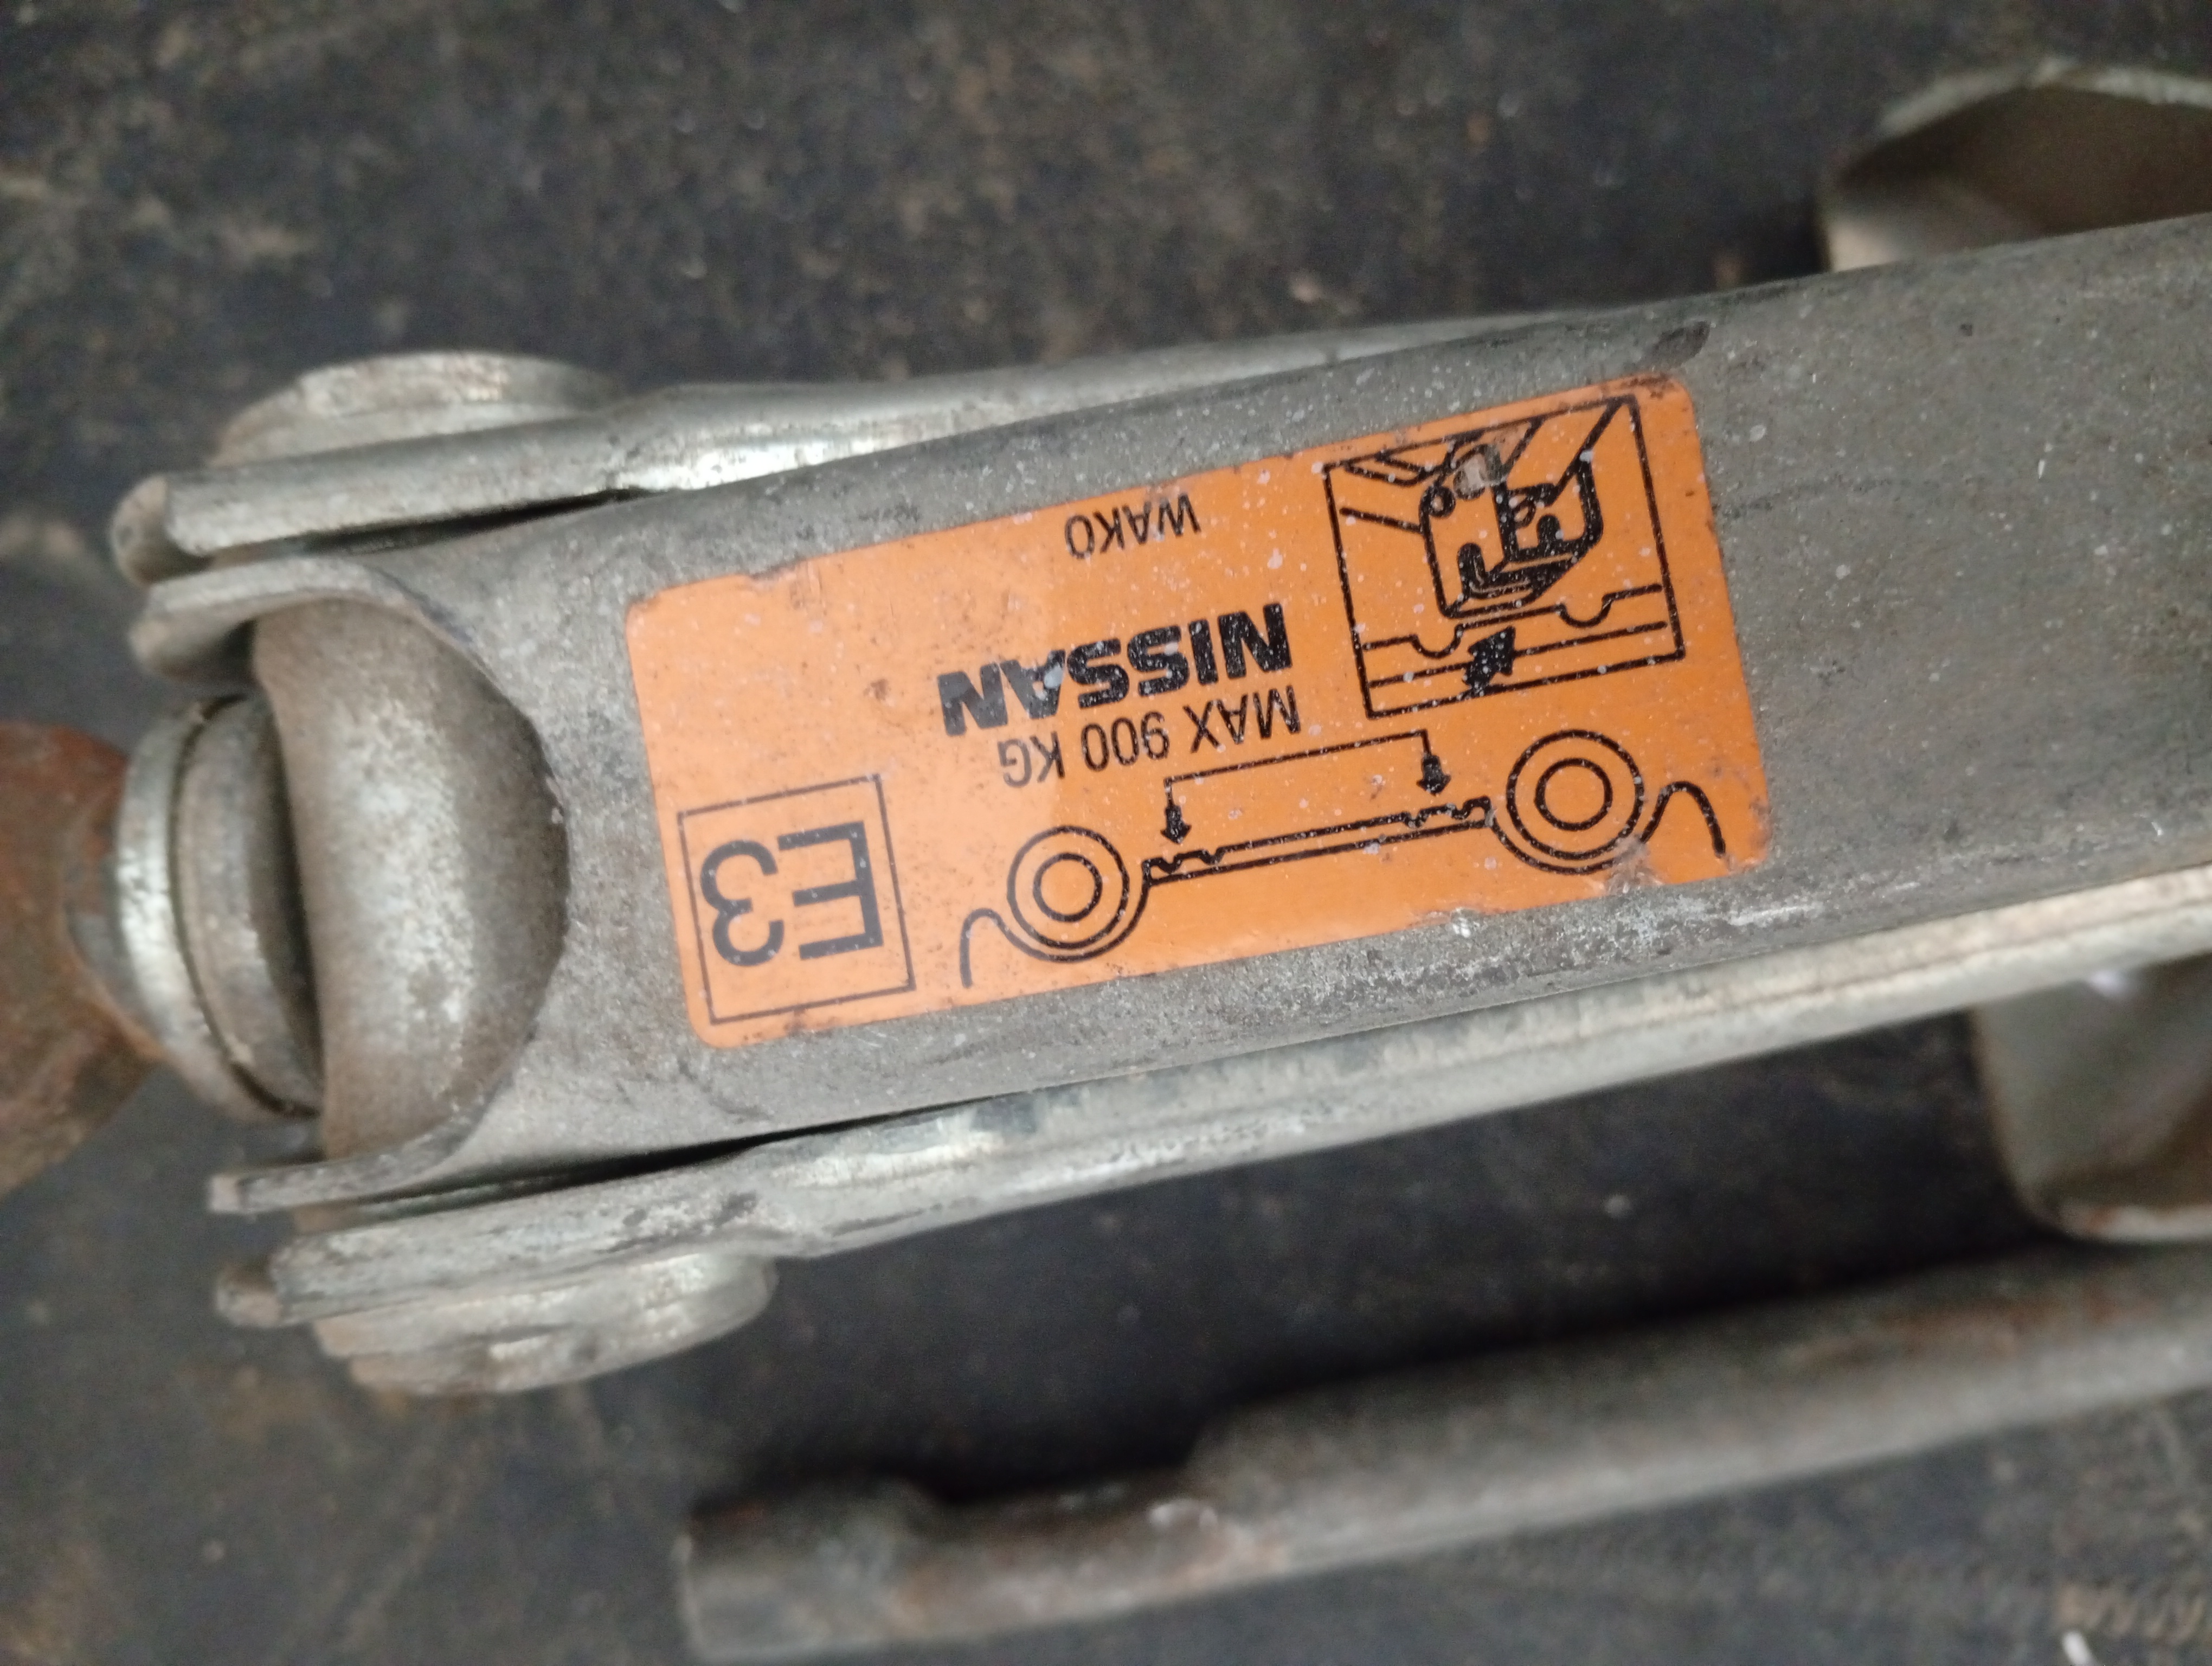 E3
MAX 900 KG
NISSAN
WAKO